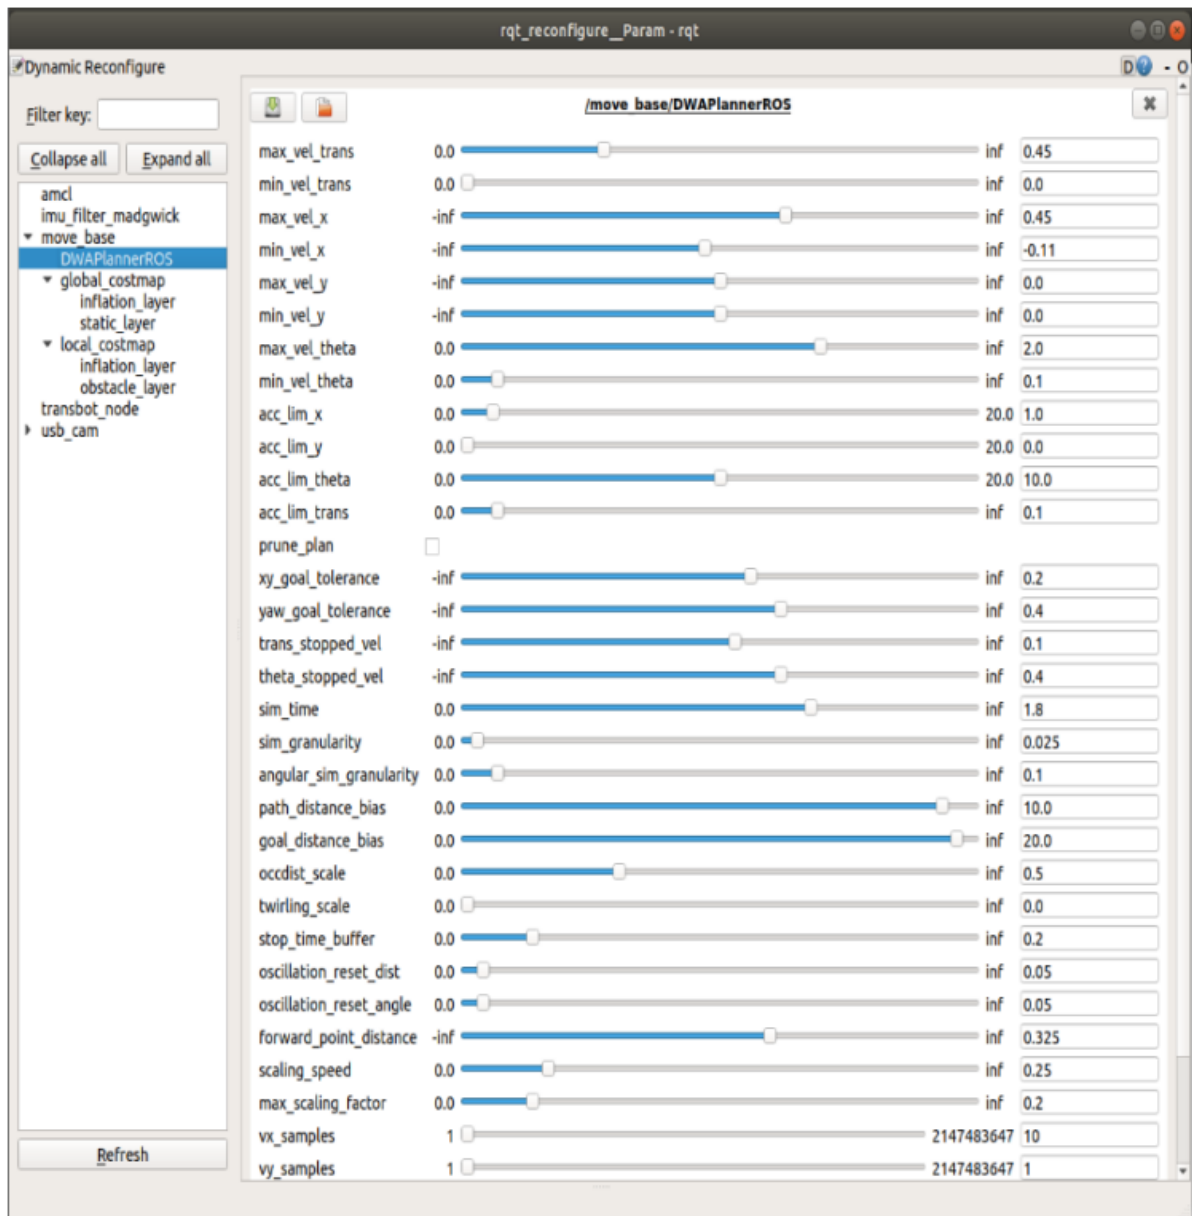 rqt_reconfigure__Param - rqt
Dynamic Reconfigure
D
- O
Filter key:
Collapse all
Expand all
amcl
imu_filter_madgwick
move_base
DWAPlannerROS
global_costmap
inflation_layer
static_layer
local_costmap
inflation_layer
obstacle_layer
transbot_node
usb_cam
Refresh
/move_base/DWAPlannerROS
max_vel_trans 0.0 inf 0.45
min_vel_trans 0.0 inf 0.0
max_vel_x -inf inf 0.45
min_vel_x -inf inf -0.11
max_vel_y -inf inf 0.0
min_vel_y -inf inf 0.0
max_vel_theta 0.0 inf 2.0
min_vel_theta 0.0 inf 0.1
acc_lim_x 0.0 20.0 1.0
acc_lim_y 0.0 20.0 0.0
acc_lim_theta 0.0 20.0 10.0
acc_lim_trans 0.0 inf 0.1
prune_plan
xy_goal_tolerance -inf inf 0.2
yaw_goal_tolerance -inf inf 0.4
trans_stopped_vel -inf inf 0.1
theta_stopped_vel -inf inf 0.4
sim_time 0.0 inf 1.8
sim_granularity 0.0 inf 0.025
angular_sim_granularity 0.0 inf 0.1
path_distance_bias 0.0 inf 10.0
goal_distance_bias 0.0 inf 20.0
occdist_scale 0.0 inf 0.5
twirling_scale 0.0 inf 0.0
stop_time_buffer 0.0 inf 0.2
oscillation_reset_dist 0.0 inf 0.05
oscillation_reset_angle 0.0 inf 0.05
forward_point_distance -inf inf 0.325
scaling_speed 0.0 inf 0.25
max_scaling_factor 0.0 inf 0.2
vx_samples 1 2147483647 10
vy_samples 1 2147483647 1